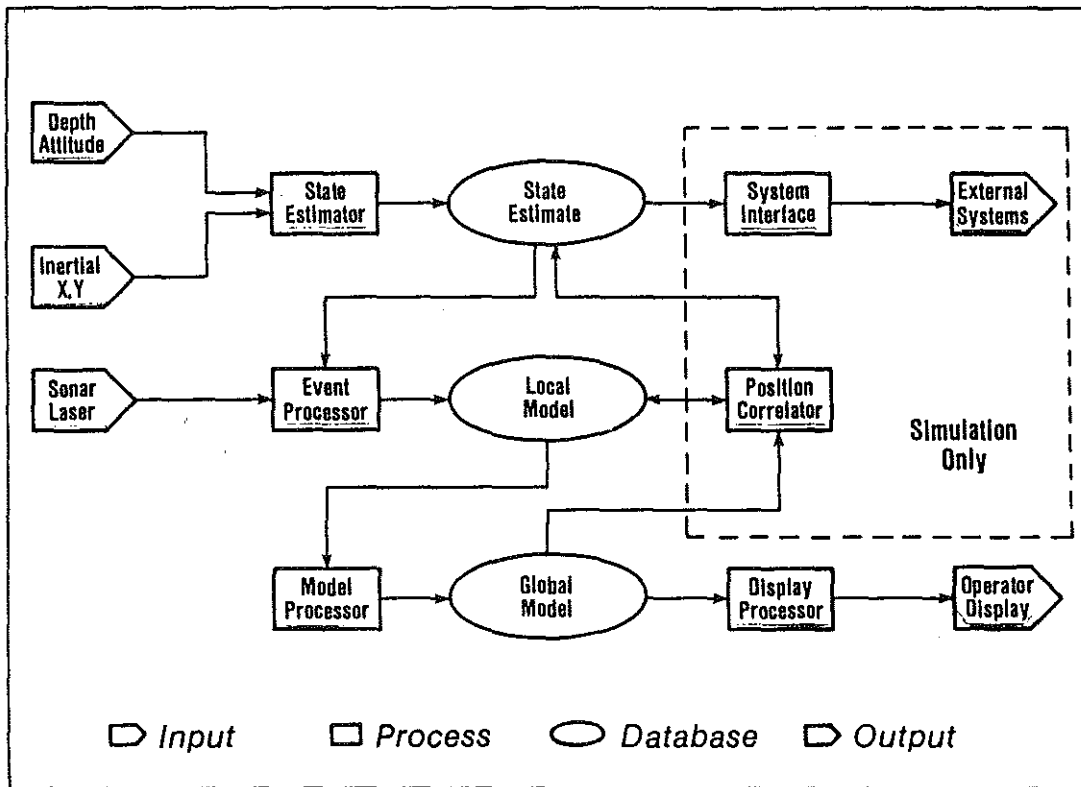 Depth
Attitude
State
Estimator
State
Estimate
System
Interface
External
Systems
Inertial
X,Y
Sonar
Laser
Event
Processor
Local
Model
Position
Correlator
Simulation
Only
Model
Processor
Global
Model
Display
Processor
Operator
Display
Input
Process
Database
Output